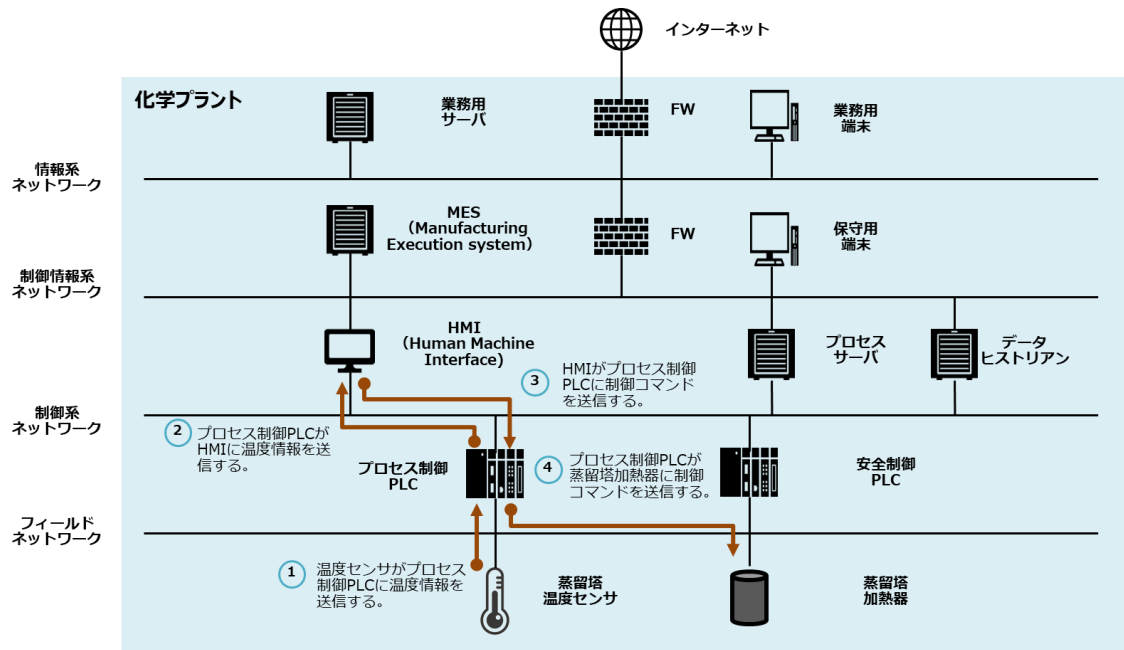 インターネット
化学プラント
業務用
サーバ
FW
業務用
端末
情報系
ネットワーク
MES
(Manufacturing
Execution system)
FW
保守用
端末
制御情報系
ネットワーク
HMI
(Human Machine
Interface)
プロセス
サーバ
データ
ヒストリアン
3
HMIがプロセス制御
PLCに制御コマンド
を送信する。
制御系
ネットワーク
2
プロセス制御PLCが
HMIに温度情報を送
信する。
プロセス制御
PLC
4
プロセス制御PLCが
蒸留塔加熱器に制御
コマンドを送信する。
安全制御
PLC
フィールド
ネットワーク
1
温度センサがプロセス
制御PLCに温度情報を
送信する。
蒸留塔
温度センサ
蒸留塔
加熱器